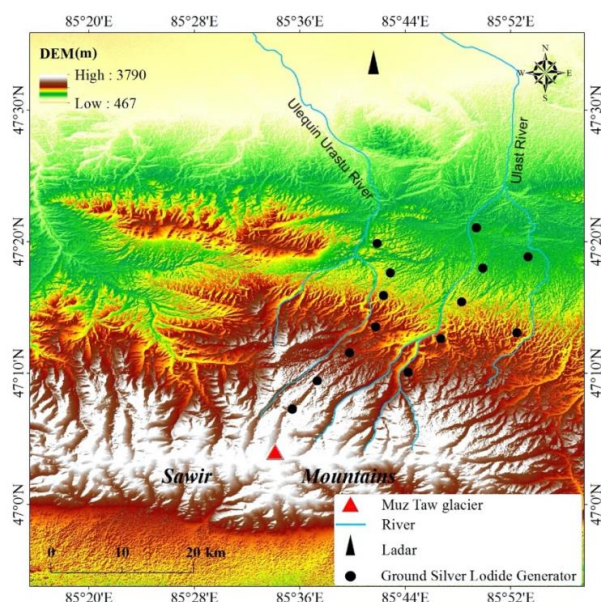 85°20'E 85°28'E 85°36'E 85°44'E 85°52'E
DEM(m)
High : 3790
Low : 467
N
W E
S
47°30'N 47°30'N
Ulequin Urastu River
Ulast River
47°20'N 47°20'N
47°10'N 47°10'N
Sawir Mountains
47°0'N 47°0'N
Muz Taw glacier
River
Ladar
Ground Silver Lodide Generator
0 10 20 km
85°20'E 85°28'E 85°36'E 85°44'E 85°52'E